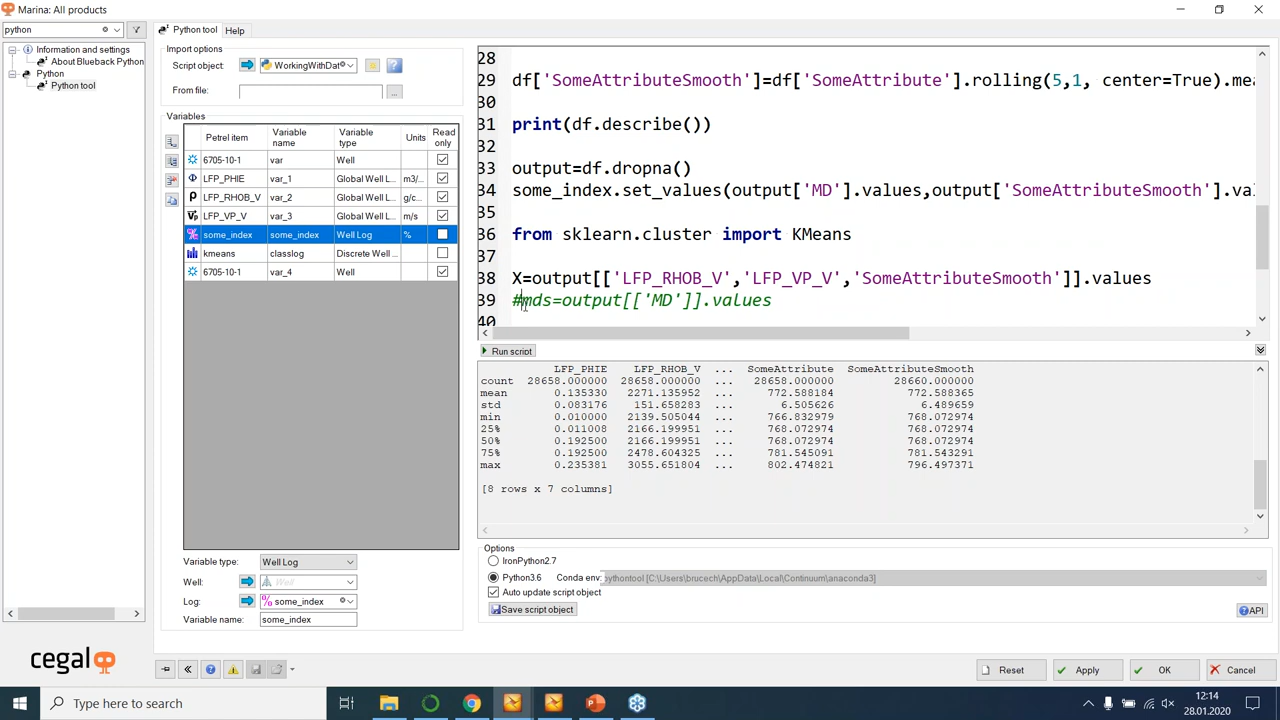 Marina: All products
python
Information and settings
About Blueback Python
Python
Python tool
Python tool
Help
Import options
Script object:
WorkingWithDat
From file:
...
Variables
Petrel item
Variable name
Variable type
Units
Read only
6705-10-1 var Well
LFP_PHIE var_1 Global Well L... m3/...
LFP_RHOB_V var_2 Global Well L... g/c...
LFP_VP_V var_3 Global Well L... m/s
some_index some_index Well Log %
kmeans classlog Discrete Well ...
6705-10-1 var_4 Well
Variable type: Well Log
Well: Well
Log: some_index
Variable name: some_index
28
29 df['SomeAttributeSmooth']=df['SomeAttribute'].rolling(5,1, center=True).mea
30
31 print(df.describe())
32
33 output=df.dropna()
34 some_index.set_values(output['MD'].values,output['SomeAttributeSmooth'].va
35
36 from sklearn.cluster import KMeans
37
38 X=output[['LFP_RHOB_V','LFP_VP_V','SomeAttributeSmooth']].values
39 #mds=output[['MD']].values
40
Run script
LFP_PHIE LFP_RHOB_V ... SomeAttribute SomeAttributeSmooth
count 28658.000000 28658.000000 ... 28658.000000 28660.000000
mean 0.135330 2271.135952 ... 772.588184 772.588365
std 0.083176 151.658283 ... 6.505626 6.489659
min 0.010000 2139.505044 ... 766.832979 768.072974
25% 0.011008 2166.199951 ... 768.072974 768.072974
50% 0.192500 2166.199951 ... 768.072974 768.072974
75% 0.192500 2478.604325 ... 781.545091 781.543291
max 0.235381 3055.651804 ... 802.474821 796.497371
[8 rows x 7 columns]
Options
IronPython2.7
Python3.6 Conda env: pythontool [C:\Users\brucech\AppData\Local\Continuum\anaconda3]
Auto update script object
Save script object
API
cegal
Reset
Apply
OK
Cancel
Type here to search
12:14
28.01.2020